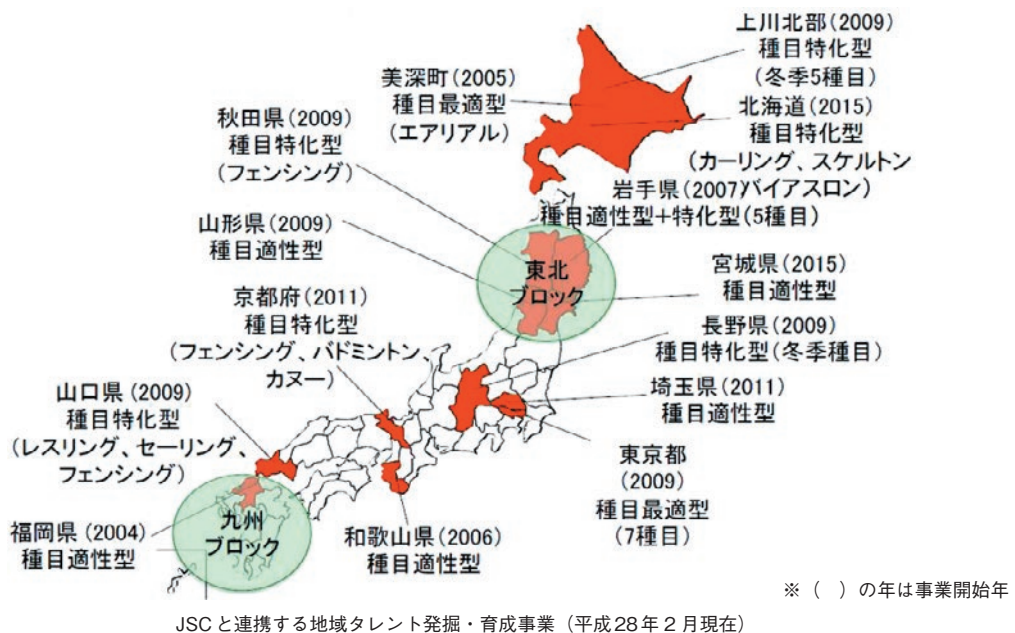 上川北部(2009)
種目特化型
(冬季5種目)
美深町(2005)
種目最適型
(エアリアル)
北海道(2015)
種目特化型
(カーリング、スケルトン
バイアスロン)
秋田県(2009)
種目特化型
(フェンシング)
岩手県(2007)
種目適性型+特化型(5種目)
山形県(2009)
種目適性型
東北
ブロック
宮城県(2015)
種目適性型
京都府(2011)
種目特化型
(フェンシング、バドミントン、
カヌー)
長野県(2009)
種目特化型(冬季種目)
山口県(2009)
種目特化型
(レスリング、セーリング、
フェンシング)
埼玉県(2011)
種目適性型
東京都
(2009)
種目最適型
(7種目)
福岡県(2004)
種目適性型
九州
ブロック
和歌山県(2006)
種目適性型
※( )の年は事業開始年
JSCと連携する地域タレント発掘・育成事業(平成28年2月現在)